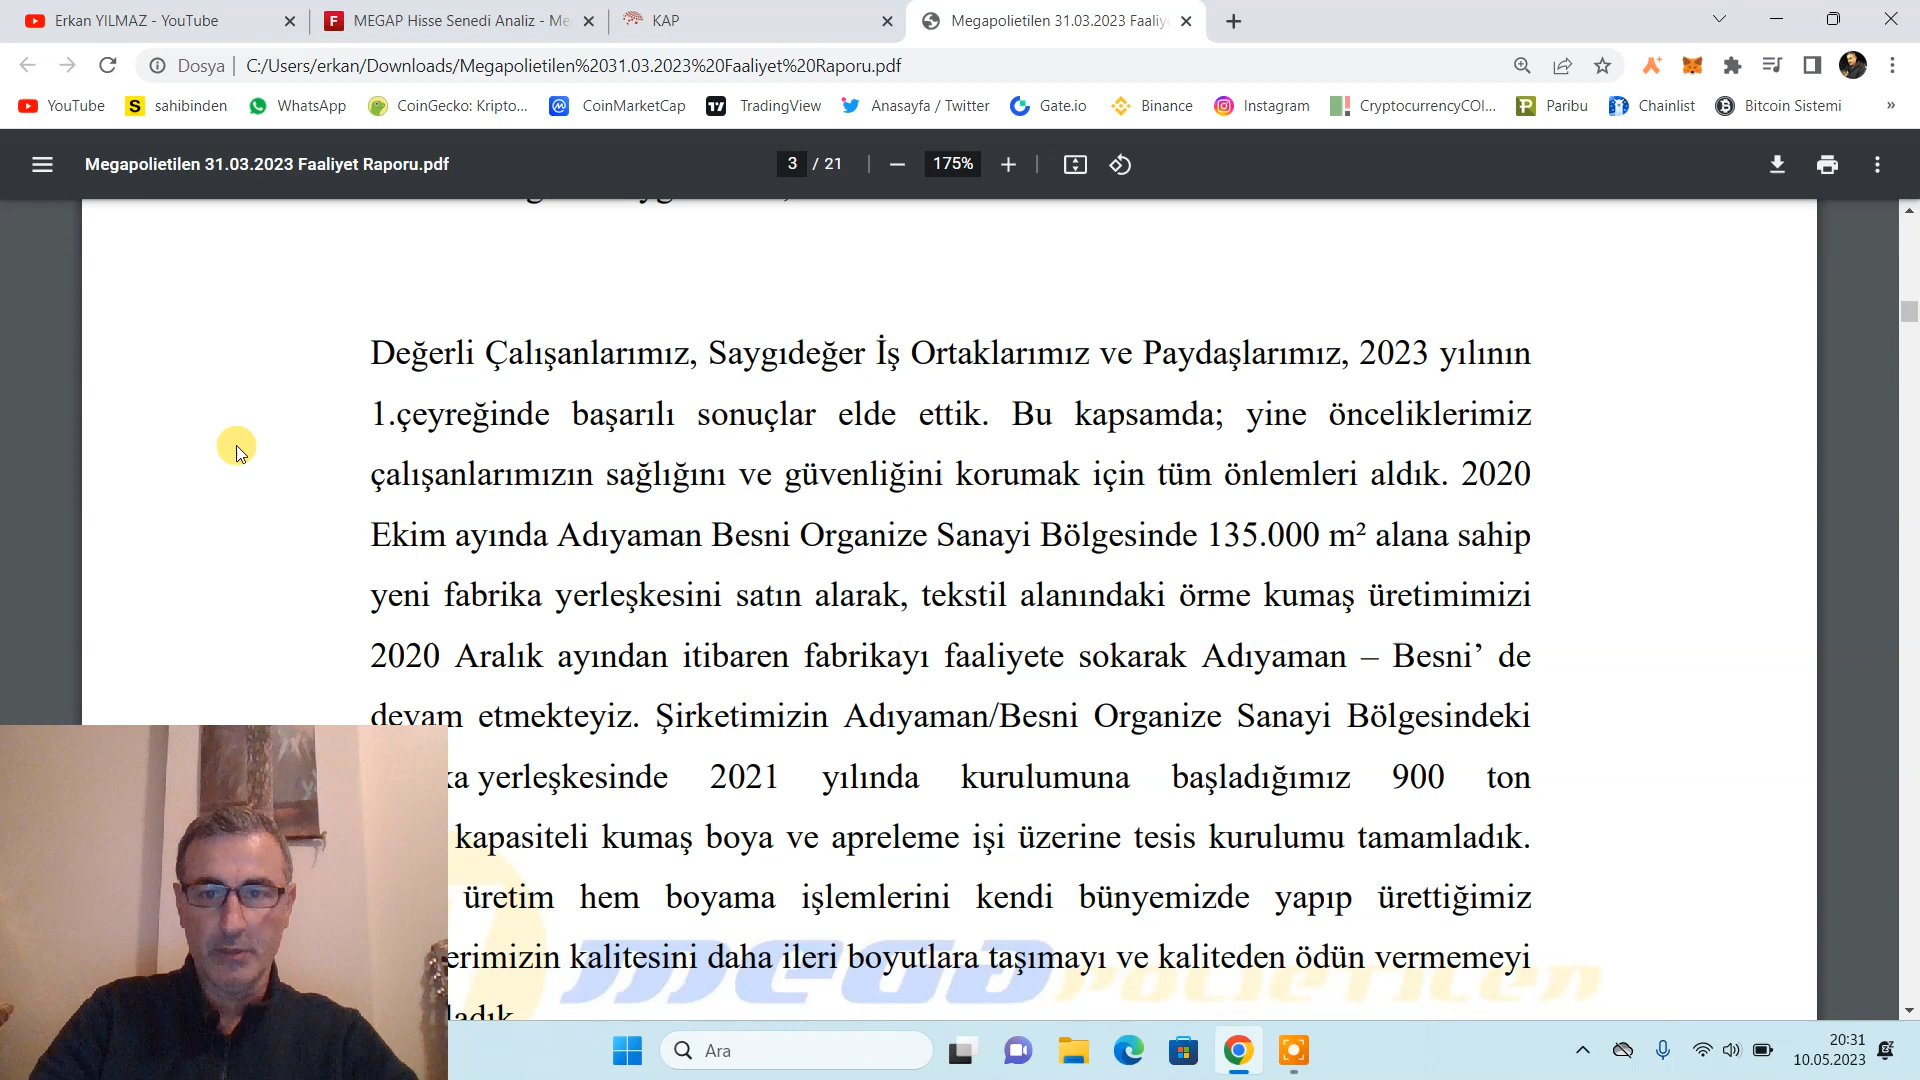 Erkan YILMAZ - YouTube
MEGAP Hisse Senedi Analiz - Me
KAP
Megapolietilen 31.03.2023 Faaliy
Dosya
C:/Users/erkan/Downloads/Megapolietilen%2031.03.2023%20Faaliyet%20Raporu.pdf
YouTube
sahibinden
WhatsApp
CoinGecko: Kripto...
CoinMarketCap
TradingView
Anasayfa / Twitter
Gate.io
Binance
Instagram
CryptocurrencyCOI...
Paribu
Chainlist
Bitcoin Sistemi
»
Megapolietilen 31.03.2023 Faaliyet Raporu.pdf
3 / 21
175%
Değerli Çalışanlarımız, Saygıdeğer İş Ortaklarımız ve Paydaşlarımız, 2023 yılının
1.çeyreğinde başarılı sonuçlar elde ettik. Bu kapsamda; yine önceliklerimiz
çalışanlarımızın sağlığını ve güvenliğini korumak için tüm önlemleri aldık. 2020
Ekim ayında Adıyaman Besni Organize Sanayi Bölgesinde 135.000 m² alana sahip
yeni fabrika yerleşkesini satın alarak, tekstil alanındaki örme kumaş üretimimizi
2020 Aralık ayından itibaren fabrikayı faaliyete sokarak Adıyaman – Besni’ de
devam etmekteyiz. Şirketimizin Adıyaman/Besni Organize Sanayi Bölgesindeki
ka yerleşkesinde 2021 yılında kurulumuna başladığımız 900 ton
kapasiteli kumaş boya ve apreleme işi üzerine tesis kurulumu tamamladık.
üretim hem boyama işlemlerini kendi bünyemizde yapıp ürettiğimiz
erimizin kalitesini daha ileri boyutlara taşımayı ve kaliteden ödün vermemeyi
MEGA POLIETILEN
Ara
20:31
10.05.2023